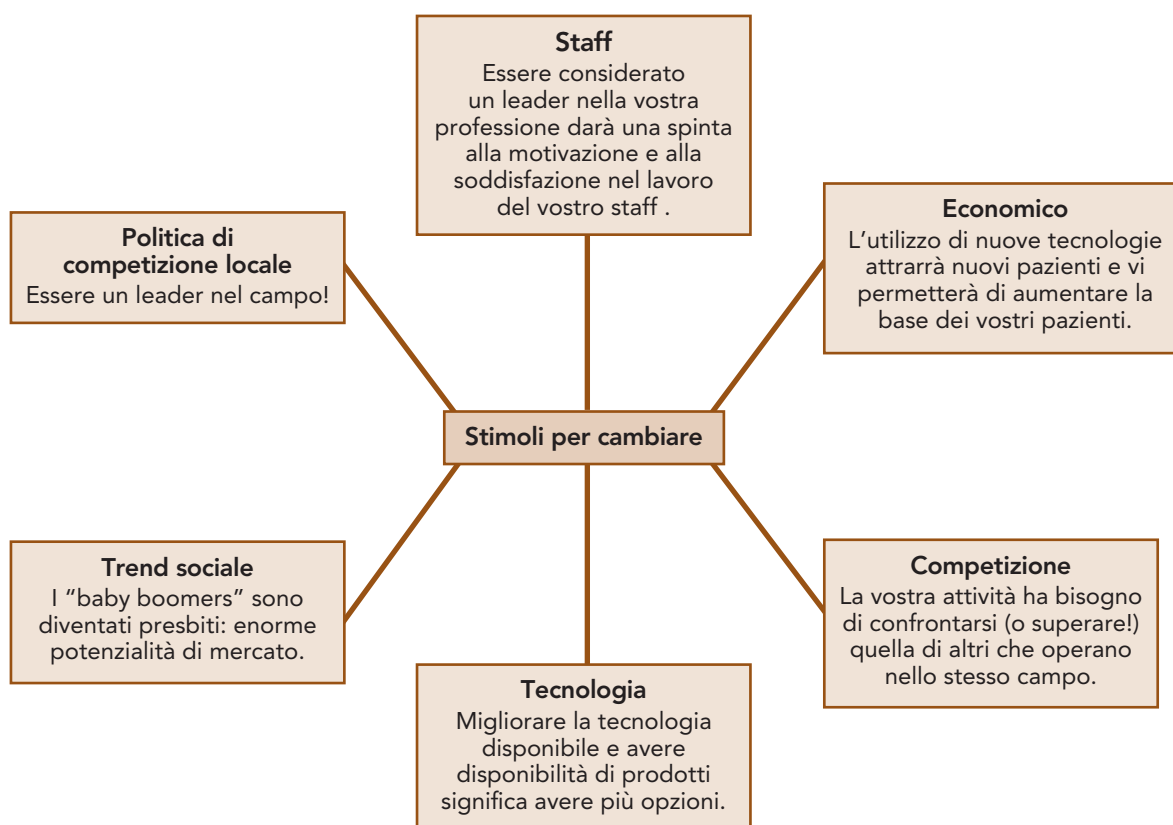 Staff
Essere considerato
un leader nella vostra
professione darà una spinta
alla motivazione e alla
soddisfazione nel lavoro
del vostro staff .
Politica di
competizione locale
Essere un leader nel campo!
Economico
L’utilizzo di nuove tecnologie
attrarrà nuovi pazienti e vi
permetterà di aumentare la
base dei vostri pazienti.
Stimoli per cambiare
Trend sociale
I “baby boomers” sono
diventati presbiti: enorme
potenzialità di mercato.
Competizione
La vostra attività ha bisogno
di confrontarsi (o superare!)
quella di altri che operano
nello stesso campo.
Tecnologia
Migliorare la tecnologia
disponibile e avere
disponibilità di prodotti
significa avere più opzioni.